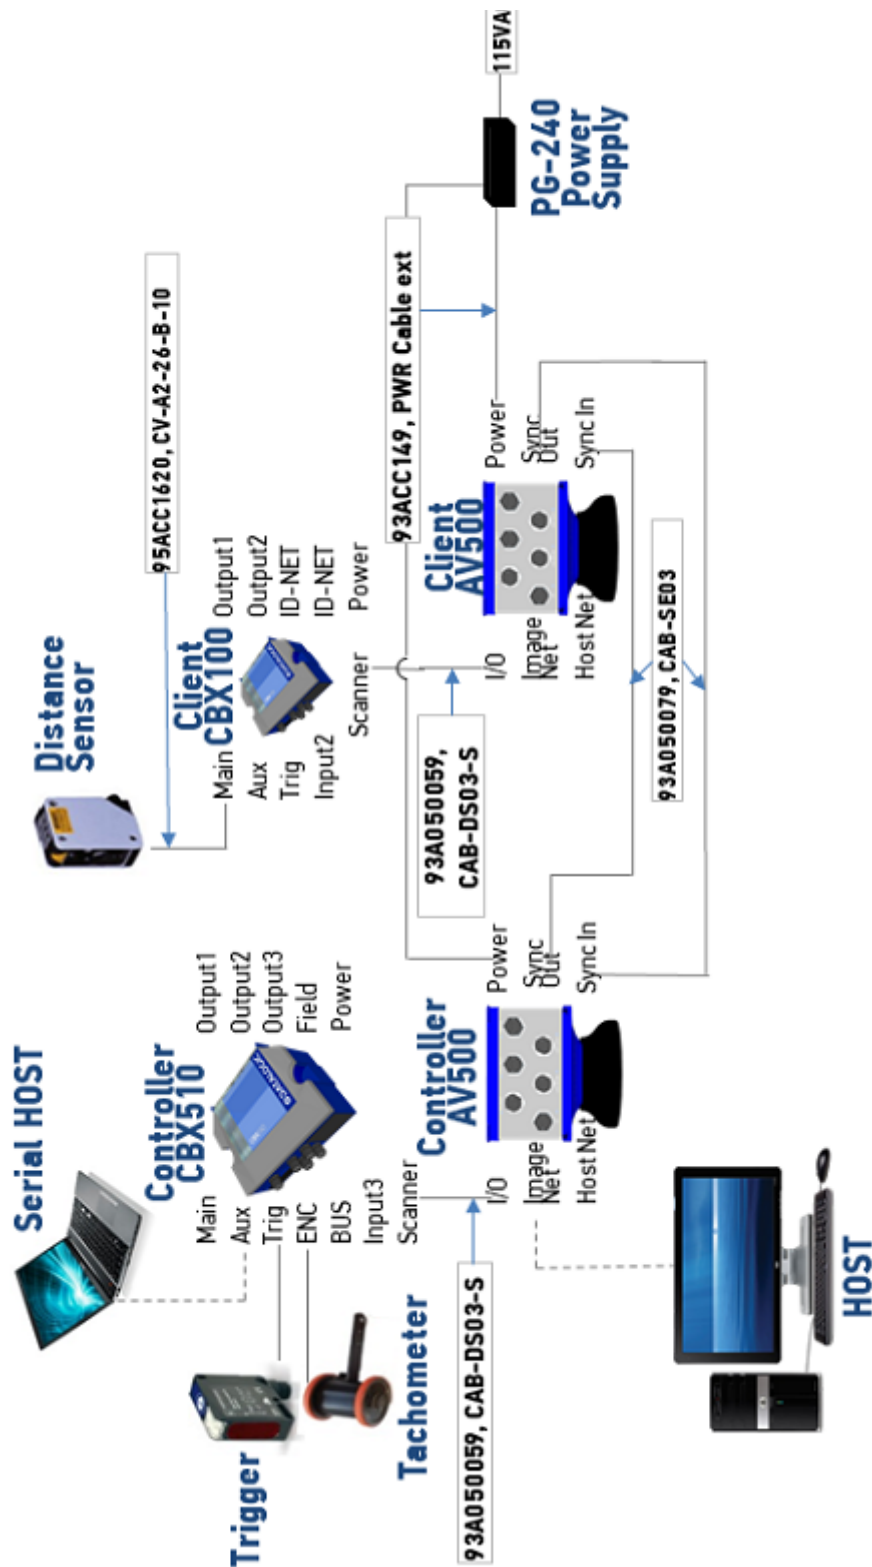 Serial HOST
Controller
CBX510
Main
Aux
Trig
ENC
BUS
Input3
Scanner
Output1
Output2
Output3
Field
Power
Distance
Sensor
95ACC1620, CV-A2-26-B-10
Client
CBX100
Main
Aux
Trig
Input2
Scanner
Output1
Output2
ID-NET
ID-NET
Power
Trigger
Tachometer
93A050059, CAB-DS03-S
Controller
AV500
I/O
Image
Net
HostNet
Power
Sync
Out
Sync In
93A050059,
CAB-DS03-S
93ACC149, PWR Cable ext
Client
AV500
I/O
Image
Net
HostNet
Power
Sync
Out
Sync In
93A050079, CAB-SE03
115VA
PG-240
Power
Supply
HOST
DATALOGIC